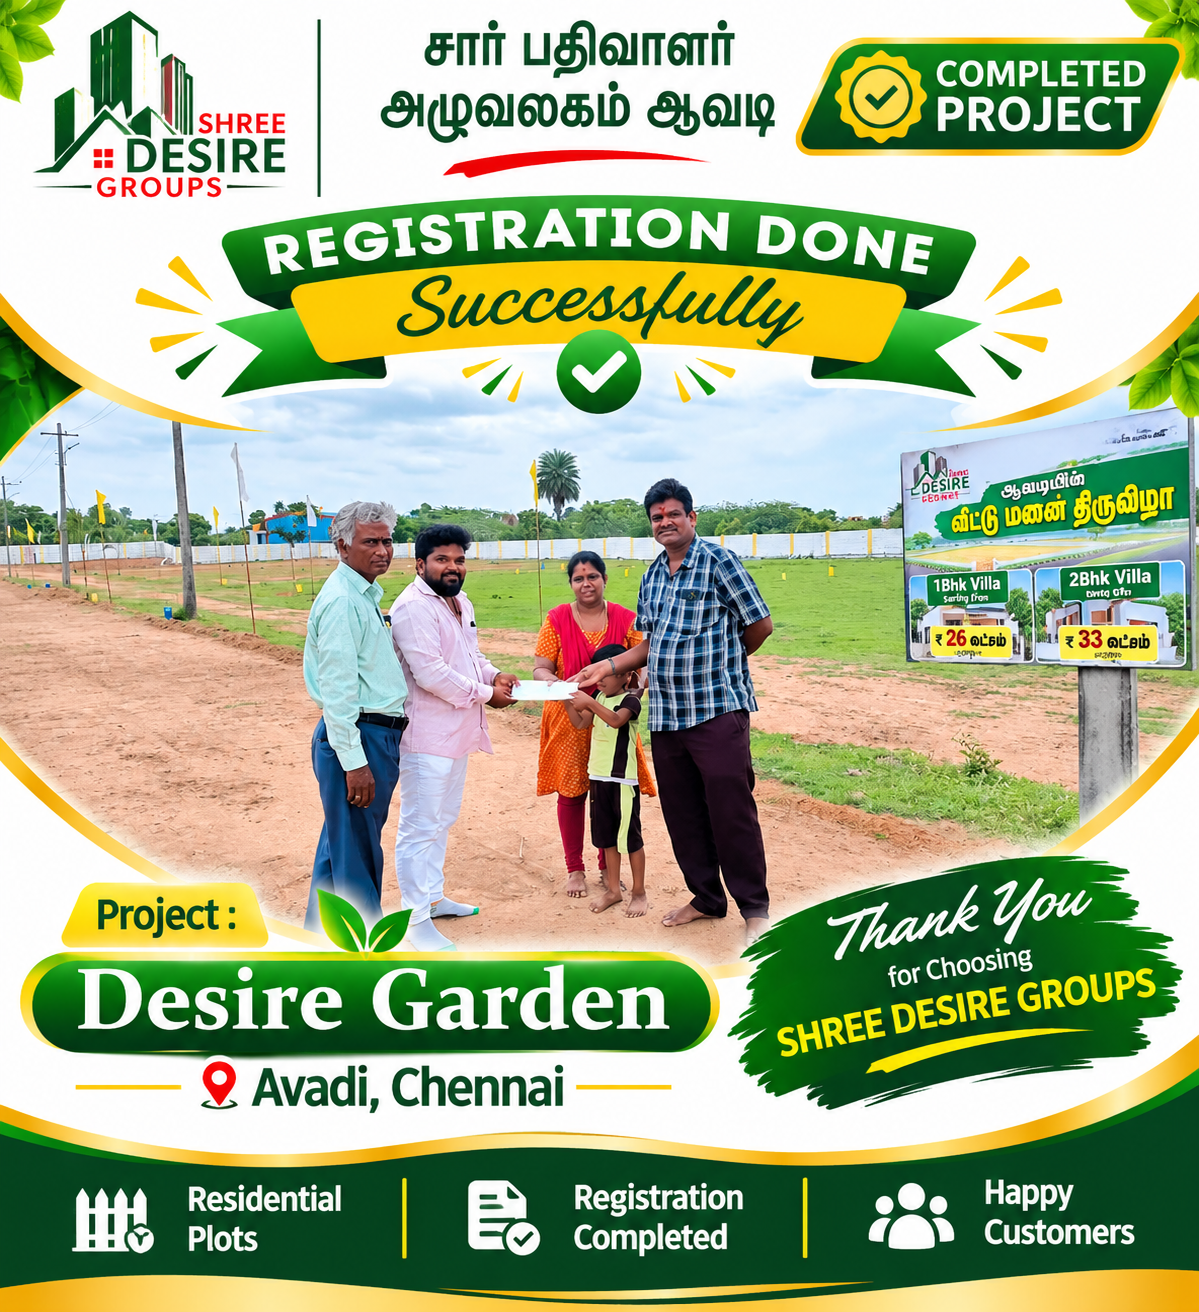 SHREE
DESIRE
GROUPS
சார் பதிவாளர்
அழுவலகம் ஆவடி
COMPLETED
PROJECT
REGISTRATION DONE
Successfully
DESIRE
ஆவடியில்
வீட்டு மனை திருவிழா
1Bhk Villa
2Bhk Villa
₹ 26 லட்சம்
₹ 33 லட்சம்
Project :
Desire Garden
Avadi, Chennai
Thank You
for Choosing
SHREE DESIRE GROUPS
Residential
Plots
Registration
Completed
Happy
Customers